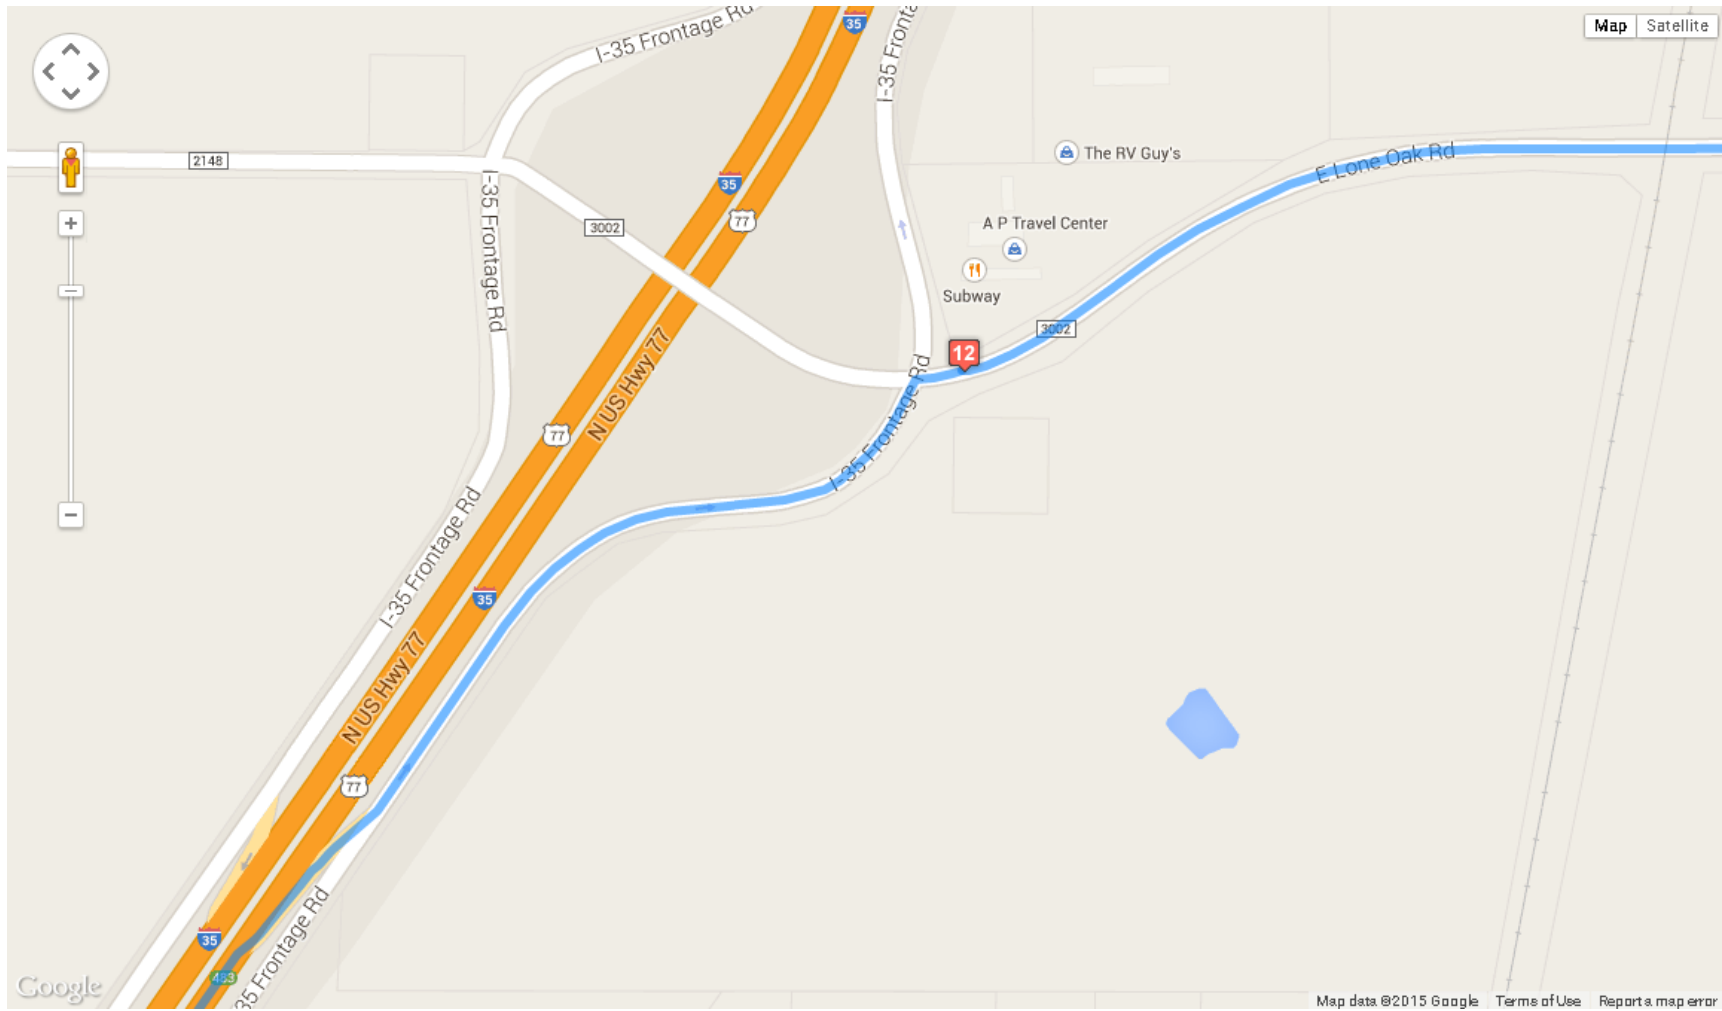 I-35 Frontage Rd
35
I-35 Fronta
Map
Satellite
2148
The RV Guy's
E Lone Oak Rd
35
77
3002
I-35 Frontage Rd
A P Travel Center
Subway
3002
12
N US Hwy 77
77
I-35 Frontage Rd
I-35 Frontage Rd
35
N US Hwy 77
77
35
35 Frontage Rd
Google
Map data ©2015 Google
Terms of Use
Report a map error